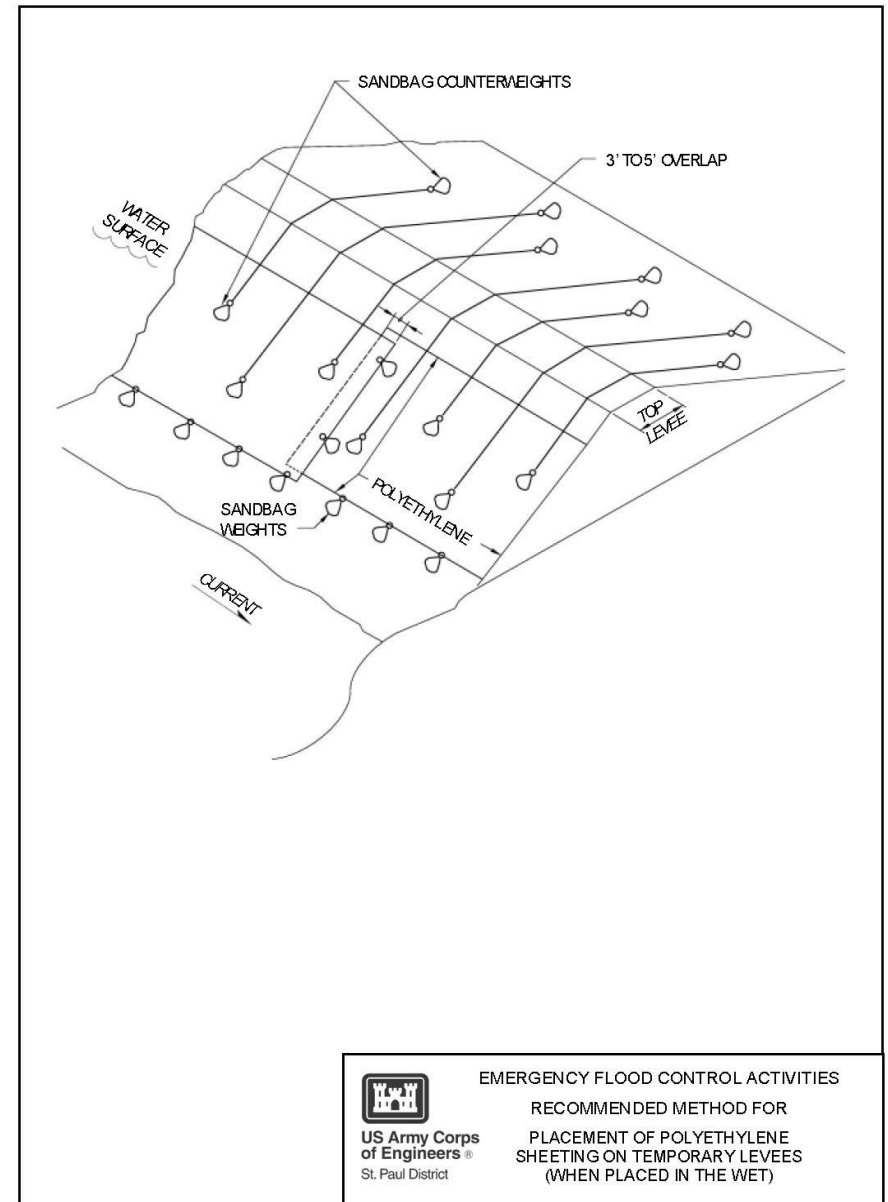 SANDBAG COUNTERWEIGHTS
3' TO 5' OVERLAP
WATER
SURFACE
TOP
LEVEE
POLYETHYLENE
SANDBAG
WEIGHTS
CURRENT
EMERGENCY FLOOD CONTROL ACTIVITIES
RECOMMENDED METHOD FOR
PLACEMENT OF POLYETHYLENE
SHEETING ON TEMPORARY LEVEES
(WHEN PLACED IN THE WET)
US Army Corps
of Engineers ®
St. Paul District